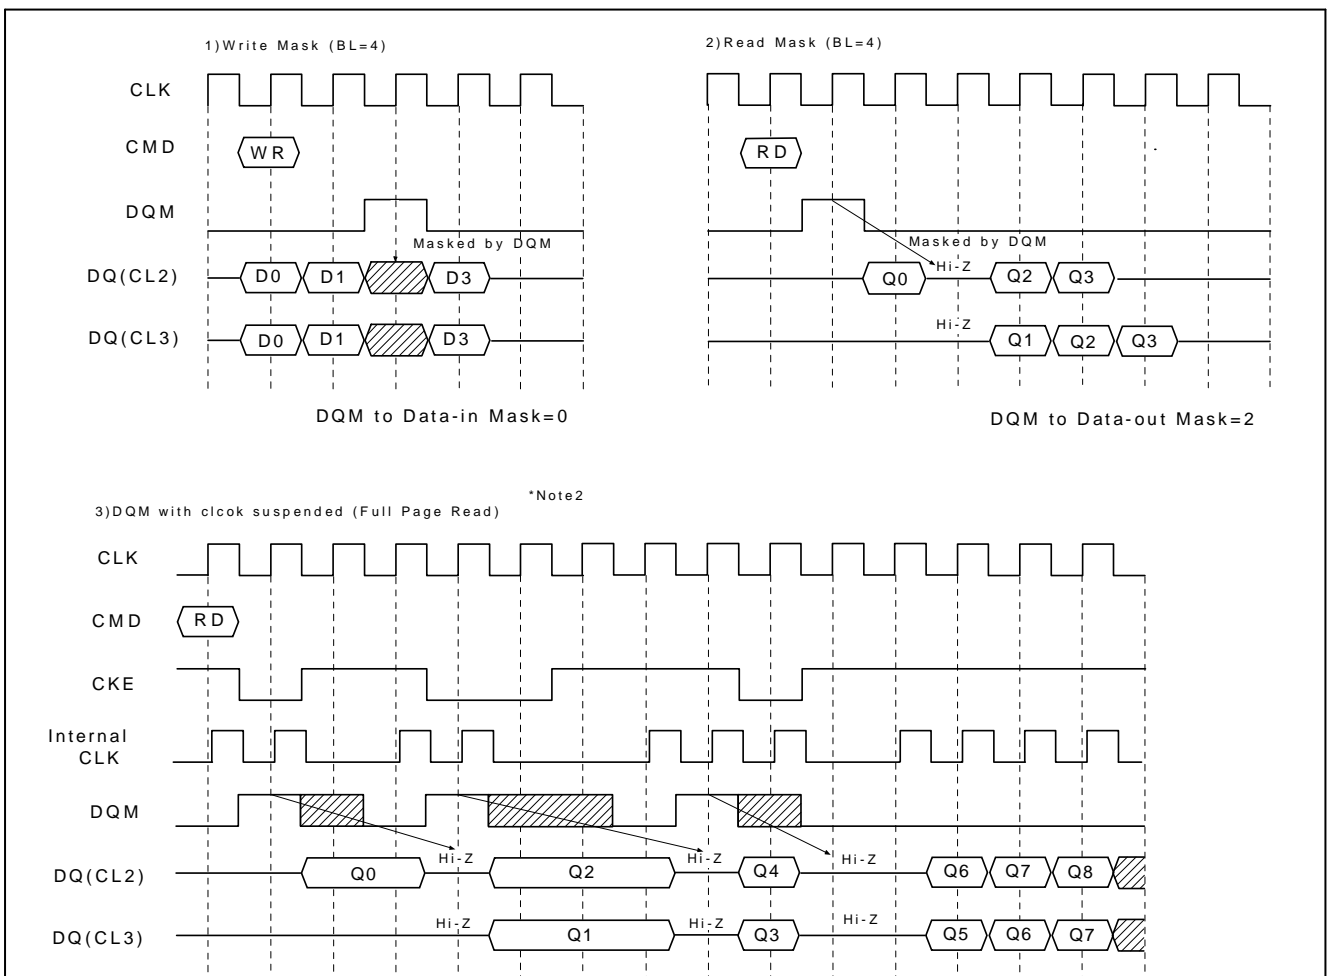 1)Write Mask (BL=4)
2)Read Mask (BL=4)
CLK
CMD
WR
RD
DQM
Masked by DQM
Masked by DQM
DQ(CL2)
D0 D1 D3
Q0 Hi-Z Q2 Q3
DQ(CL3)
D0 D1 D3
Hi-Z Q1 Q2 Q3
DQM to Data-in Mask=0
DQM to Data-out Mask=2
*Note2
3)DQM with clcok suspended (Full Page Read)
CLK
CMD
RD
CKE
Internal
CLK
DQM
Hi-Z Hi-Z Hi-Z
DQ(CL2)
Q0 Q2 Q4 Q6 Q7 Q8
Hi-Z Hi-Z Hi-Z
DQ(CL3)
Q1 Q3 Q5 Q6 Q7